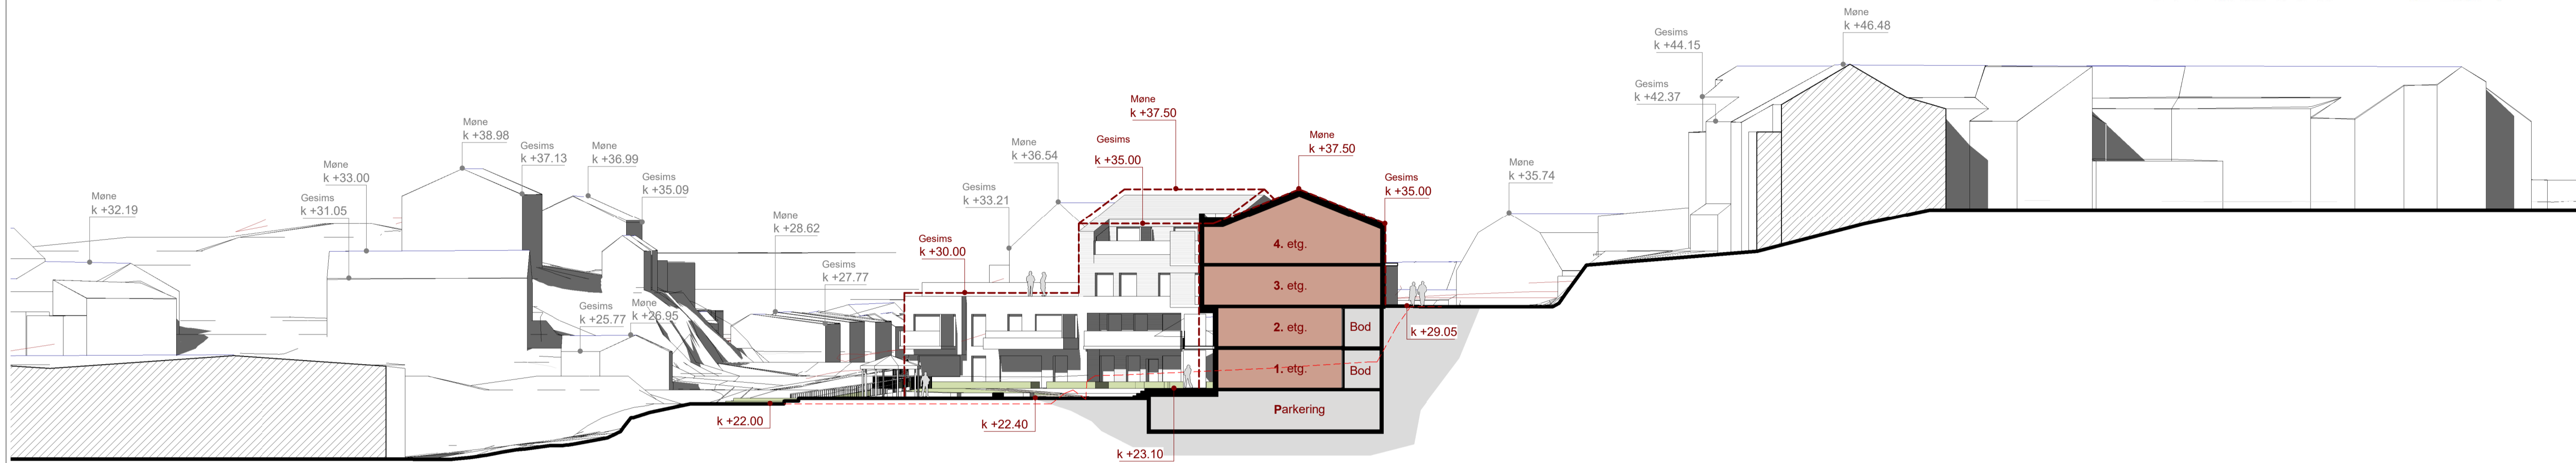 Møne
k +32.19
Møne
k +33.00
Gesims
k +31.05
Møne
k +38.98
Gesims
k +37.13
Møne
k +36.99
Gesims
k +35.09
Gesims
k +25.77
Møne
k +26.95
Møne
k +28.62
Gesims
k +27.77
k +22.00
Gesims
k +30.00
Gesims
k +33.21
Møne
k +36.54
Møne
k +37.50
Gesims
k +35.00
Møne
k +37.50
Gesims
k +35.00
4. etg.
3. etg.
2. etg.
Bod
1. etg.
Bod
Parkering
k +22.40
k +23.10
k +29.05
Møne
k +35.74
Gesims
k +44.15
Gesims
k +42.37
Møne
k +46.48